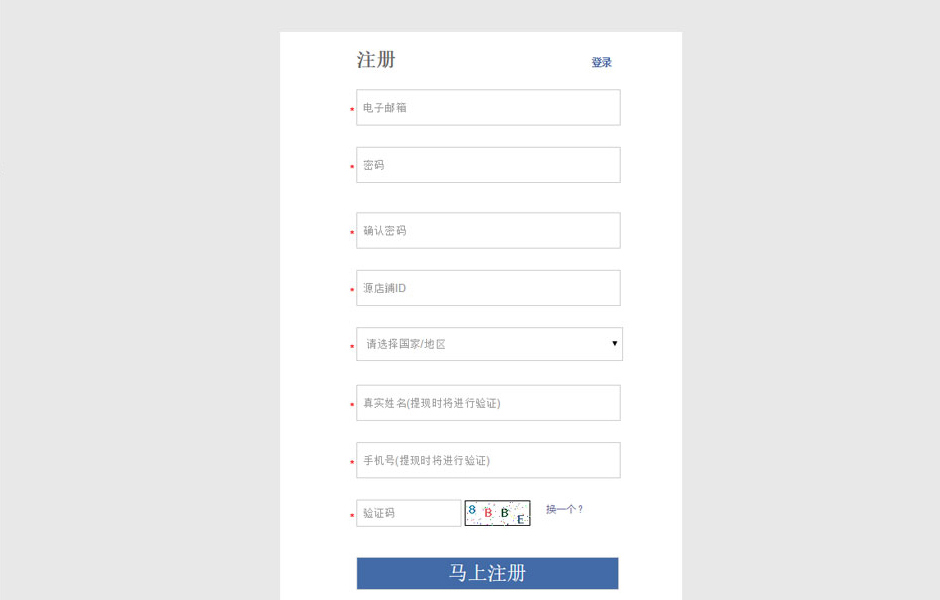 注册 登录
* 电子邮箱
* 密码
* 确认密码
* 源店铺ID
* 请选择国家/地区
* 真实姓名(提现时将进行验证)
* 手机号(提现时将进行验证)
* 验证码 8 B B E 换一个?
马上注册